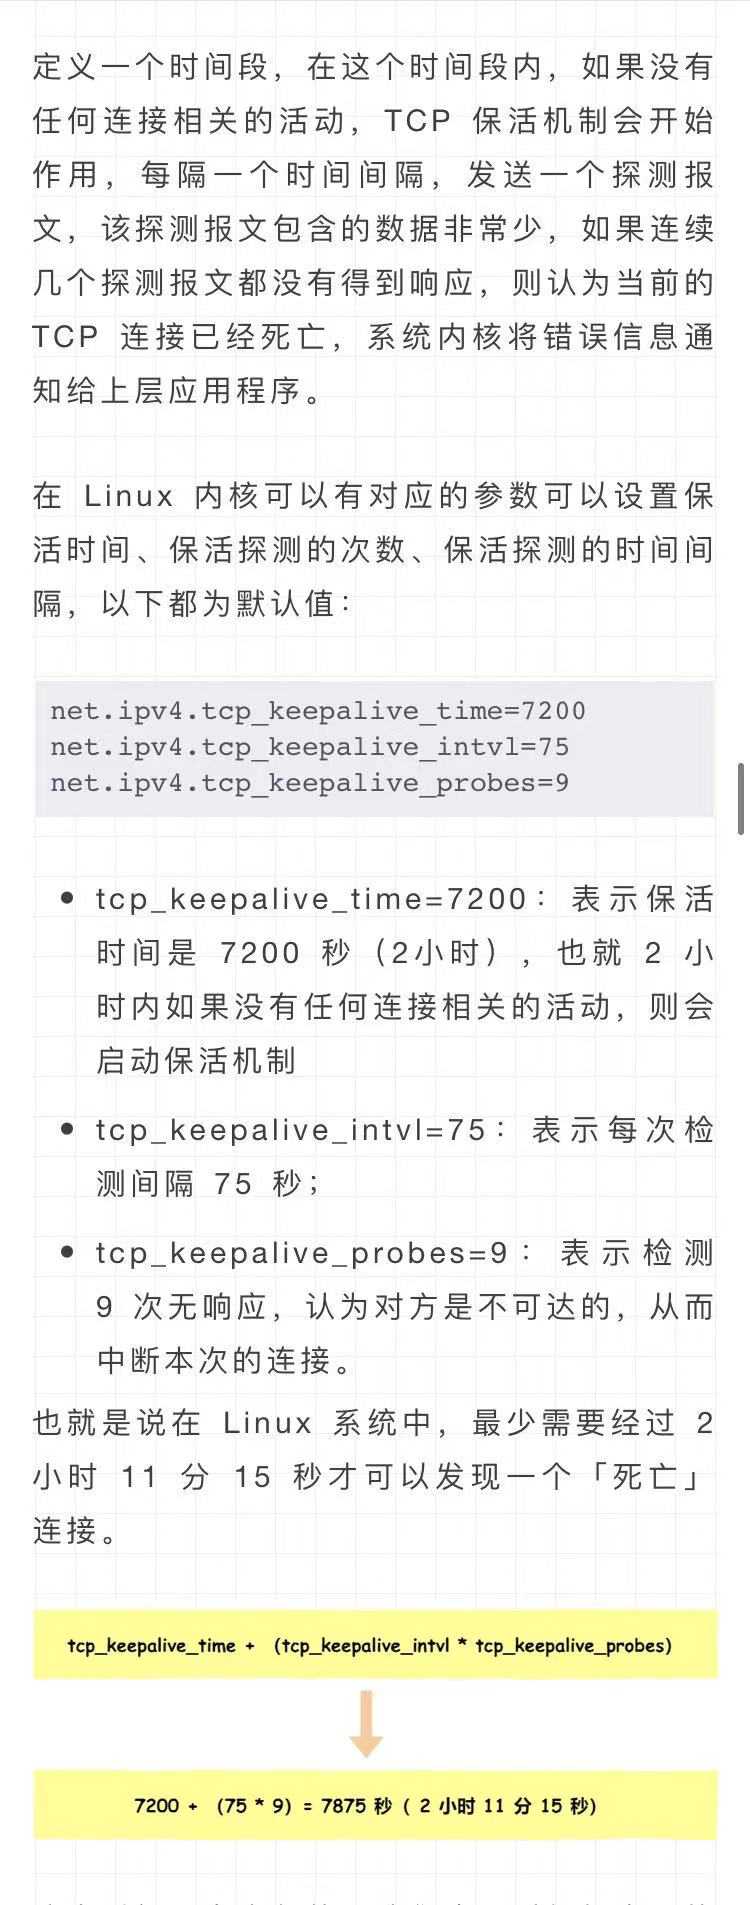 定义一个时间段，在这个时间段内，如果没有
任何连接相关的活动，TCP 保活机制会开始
作用，每隔一个时间间隔，发送一个探测报
文，该探测报文包含的数据非常少，如果连续
几个探测报文都没有得到响应，则认为当前的
TCP 连接已经死亡，系统内核将错误信息通
知给上层应用程序。
在 Linux 内核可以有对应的参数可以设置保
活时间、保活探测的次数、保活探测的时间间
隔，以下都为默认值：
net.ipv4.tcp_keepalive_time=7200
net.ipv4.tcp_keepalive_intvl=75
net.ipv4.tcp_keepalive_probes=9
• tcp_keepalive_time=7200：表示保活
时间是 7200 秒（2小时），也就 2 小
时内如果没有任何连接相关的活动，则会
启动保活机制
• tcp_keepalive_intvl=75：表示每次检
测间隔 75 秒；
• tcp_keepalive_probes=9：表示检测
9 次无响应，认为对方是不可达的，从而
中断本次的连接。
也就是说在 Linux 系统中，最少需要经过 2
小时 11 分 15 秒才可以发现一个「死亡」
连接。
tcp_keepalive_time + （tcp_keepalive_intvl * tcp_keepalive_probes）
7200 + （75 * 9）= 7875 秒（ 2 小时 11 分 15 秒）